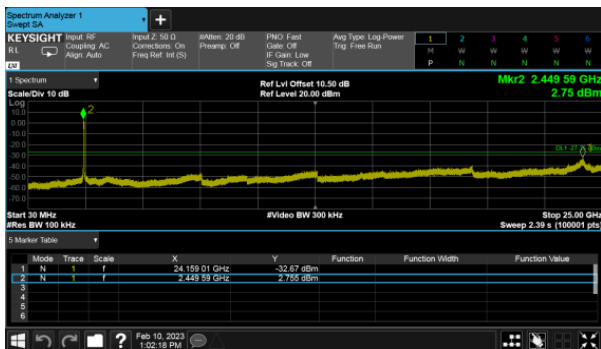 Spectrum Analyzer 1
Swept SA
+
KEYSIGHT Input: RF Input Z: 50 Ω #Atten: 20 dB PNO: Fast Avg Type: Log-Power 1 2 3 4 5 6
RL Coupling: AC Corrections: On Preamp: Off Gate: Off Trig: Free Run M W W W W W
Align: Auto Freq Ref: Int (S) IF Gain: Low P N N N N N
LXI Sig Track: Off
1 Spectrum Mkr2 2.449 59 GHz
Scale/Div 10 dB Ref Lvl Offset 10.50 dB 2.75 dBm
Log Ref Level 20.00 dBm
10.0
2
0.00
-10.0
-20.0
DL1 -27.25 dBm
-30.0
-40.0
-50.0
-60.0
-70.0
Start 30 MHz #Video BW 300 kHz Stop 25.00 GHz
#Res BW 100 kHz Sweep 2.39 s (100001 pts)
5 Marker Table
Mode Trace Scale X Y Function Function Width Function Value
1 N 1 f 24.159 01 GHz -32.67 dBm
2 N 1 f 2.449 59 GHz 2.755 dBm
3
4
5
6
? Feb 10, 2023
1:02:18 PM